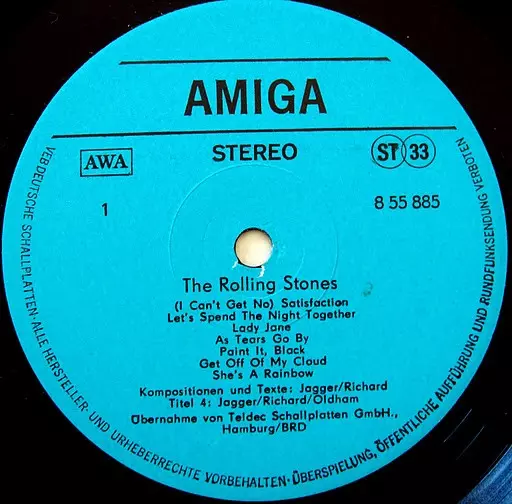 AMIGA
AWA
STEREO
ST 33
1
8 55 885
The Rolling Stones
(I Can't Get No) Satisfaction
Let's Spend The Night Together
Lady Jane
As Tears Go By
Paint It, Black
Get Off Of My Cloud
She's A Rainbow
Kompositionen und Texte: Jagger/Richard
Titel 4: Jagger/Richard/Oldham
Übernahme von Teldec Schallplatten GmbH.,
Hamburg/BRD
VEB DEUTSCHE SCHALLPLATTEN · ALLE HERSTELLER- UND URHEBERRECHTE VORBEHALTEN · ÜBERSPIELUNG, ÖFFENTLICHE AUFFÜHRUNG UND RUNDFUNKSENDUNG VERBOTEN